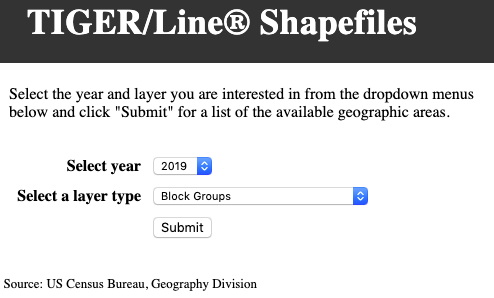 TIGER/Line® Shapefiles
Select the year and layer you are interested in from the dropdown menus
below and click "Submit" for a list of the available geographic areas.
Select year 2019
Select a layer type Block Groups
Submit
Source: US Census Bureau, Geography Division